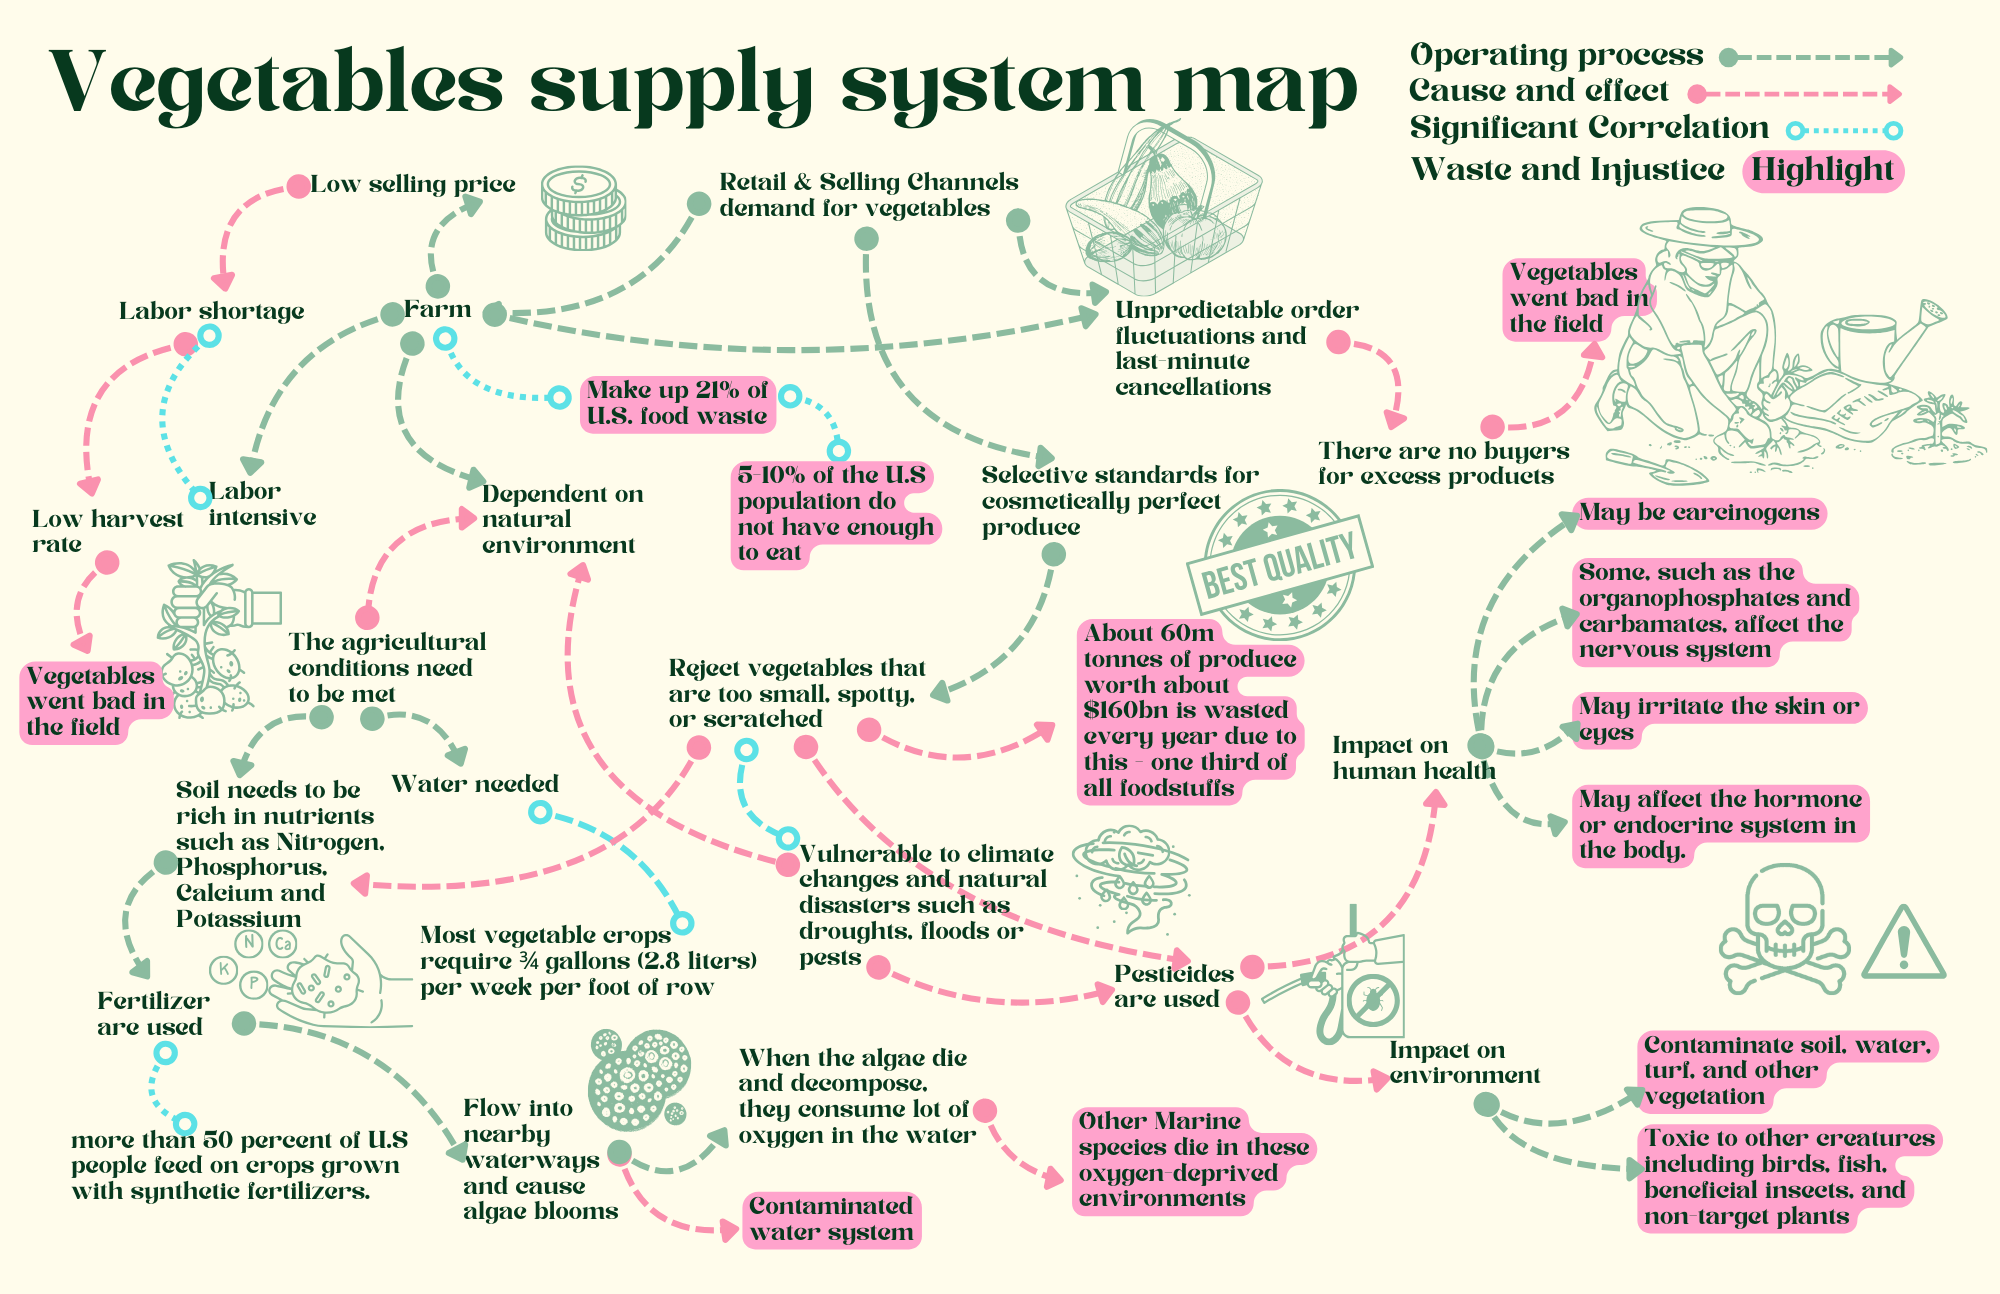 Vegetables supply system map
Operating process
Cause and effect
Significant Correlation
Waste and Injustice Highlight
Low selling price
$
Retail & Selling Channels
demand for vegetables
Labor shortage
Farm
Unpredictable order
fluctuations and
last-minute
cancellations
Vegetables
went bad in
the field
FERTILIZ
Make up 21% of
U.S. food waste
There are no buyers
for excess products
5-10% of the U.S
population do
not have enough
to eat
Selective standards for
cosmetically perfect
produce
BEST QUALITY
Labor
intensive
Low harvest
rate
Dependent on
natural
environment
May be carcinogens
Some, such as the
organophosphates and
carbamates, affect the
nervous system
May irritate the skin or
eyes
Impact on
human health
May affect the hormone
or endocrine system in
the body.
Vegetables
went bad in
the field
The agricultural
conditions need
to be met
Reject vegetables that
are too small, spotty,
or scratched
About 60m
tonnes of produce
worth about
$160bn is wasted
every year due to
this - one third of
all foodstuffs
Soil needs to be
rich in nutrients
such as Nitrogen,
Phosphorus,
Calcium and
Potassium
Water needed
Vulnerable to climate
changes and natural
disasters such as
droughts, floods or
pests
N
Ca
K
P
Most vegetable crops
require ¾ gallons (2.8 liters)
per week per foot of row
Pesticides
are used
Fertilizer
are used
Impact on
environment
Contaminate soil, water,
turf, and other
vegetation
Toxic to other creatures
including birds, fish,
beneficial insects, and
non-target plants
When the algae die
and decompose,
they consume lot of
oxygen in the water
Flow into
nearby
waterways
and cause
algae blooms
Other Marine
species die in these
oxygen-deprived
environments
more than 50 percent of U.S
people feed on crops grown
with synthetic fertilizers.
Contaminated
water system